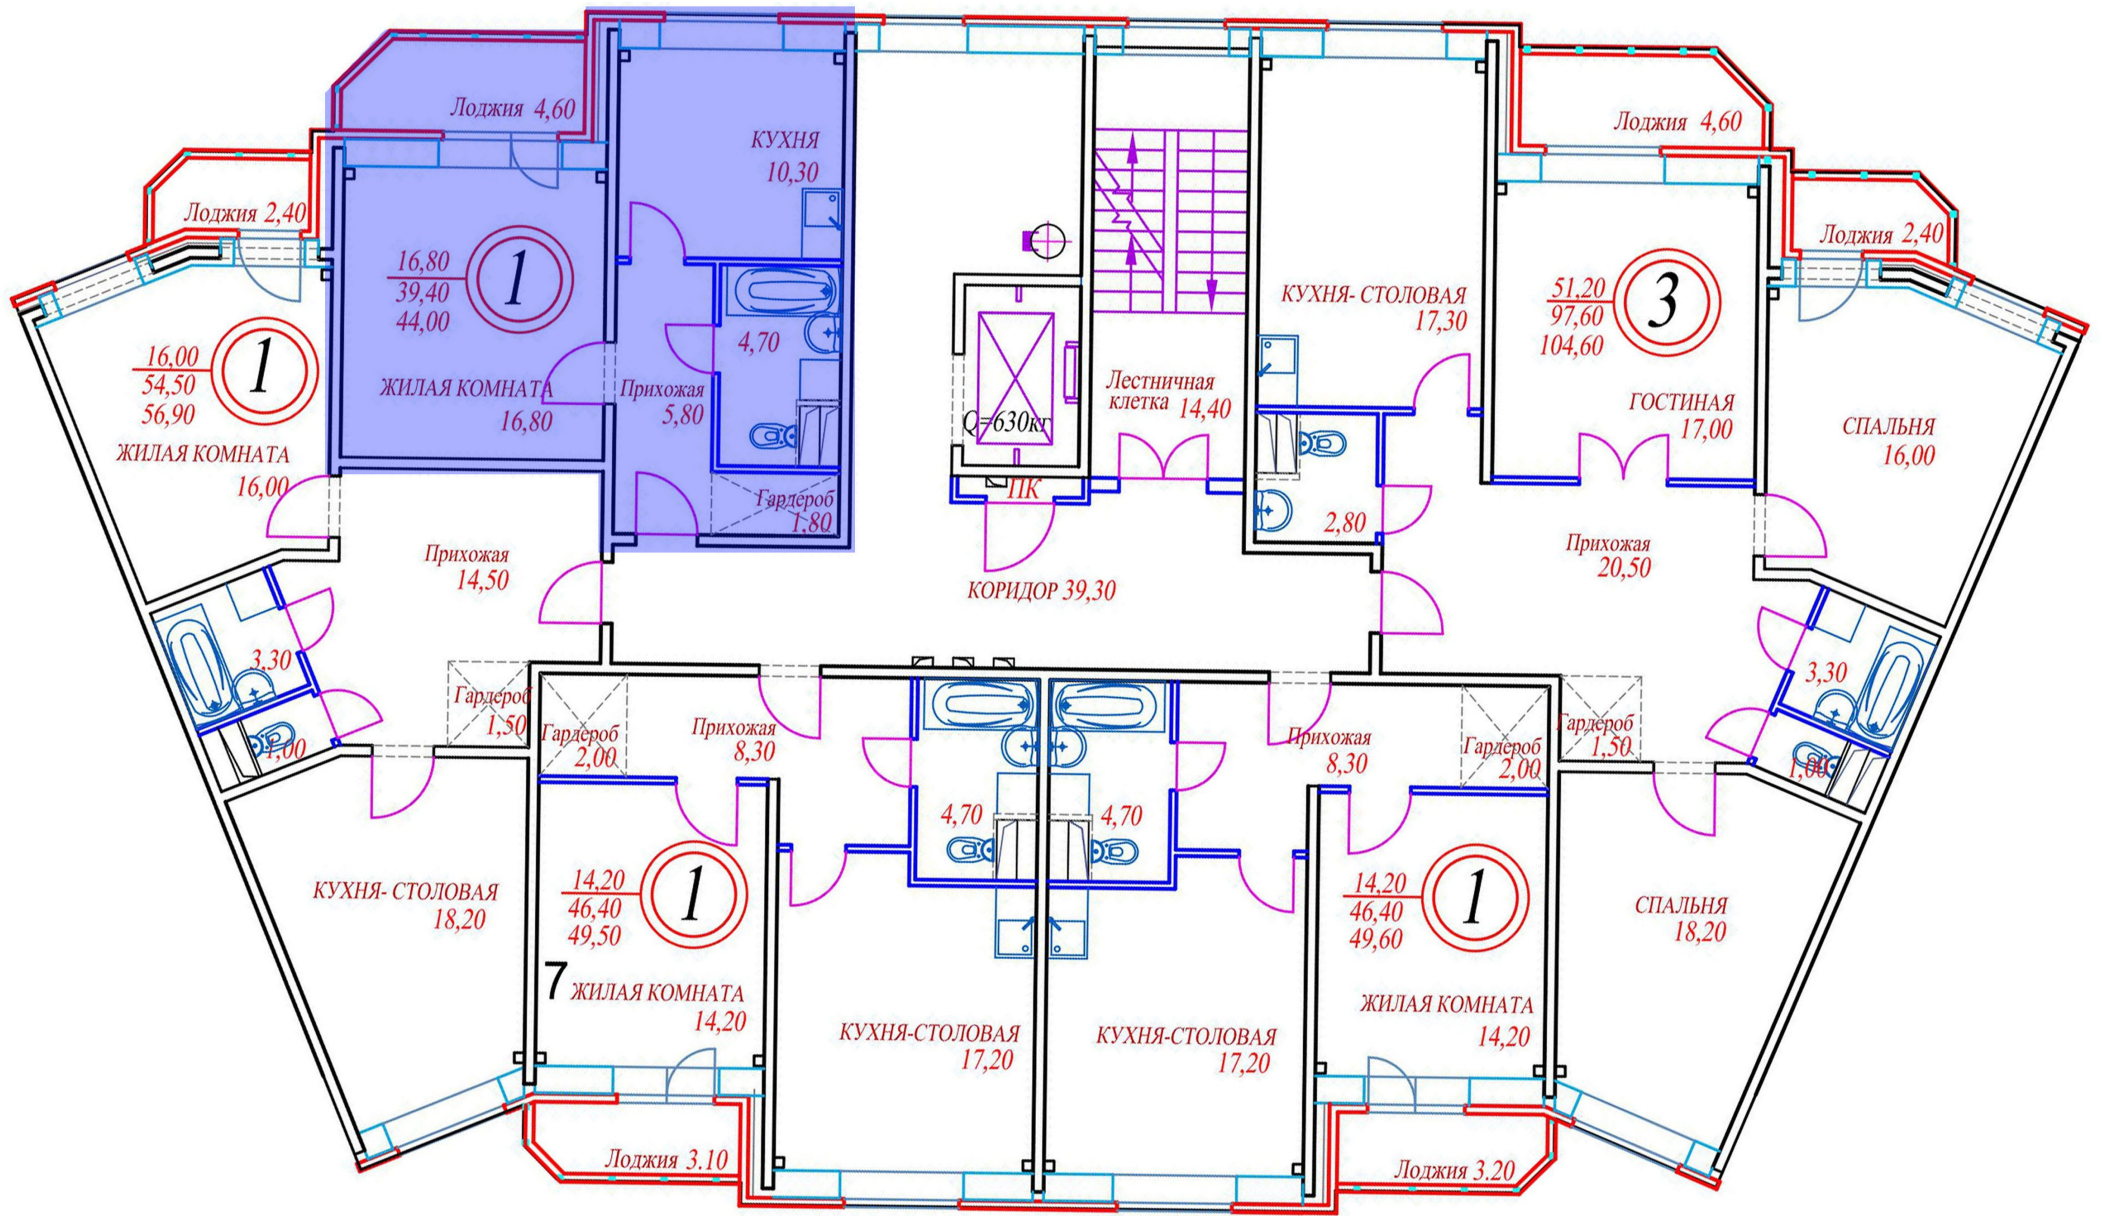 Лоджия 4,60
КУХНЯ
10,30
Лоджия 2,40
16,80
39,40
44,00
1
4,70
ЖИЛАЯ КОМНАТА
16,80
Прихожая
5,80
Гардероб
1,80
16,00
54,50
56,90
1
ЖИЛАЯ КОМНАТА
16,00
Прихожая
14,50
3,30
1,00
Гардероб
1,50
КУХНЯ- СТОЛОВАЯ
18,20
Q=630кг
ПК
Лестничная
клетка 14,40
КОРИДОР 39,30
КУХНЯ- СТОЛОВАЯ
17,30
2,80
Лоджия 4,60
Лоджия 2,40
51,20
97,60
104,60
3
ГОСТИНАЯ
17,00
СПАЛЬНЯ
16,00
Прихожая
20,50
3,30
1,00
Гардероб
1,50
СПАЛЬНЯ
18,20
Гардероб
2,00
Прихожая
8,30
4,70
14,20
46,40
49,50
1
7
ЖИЛАЯ КОМНАТА
14,20
КУХНЯ-СТОЛОВАЯ
17,20
Лоджия 3.10
Прихожая
8,30
Гардероб
2,00
4,70
14,20
46,40
49,60
1
ЖИЛАЯ КОМНАТА
14,20
КУХНЯ-СТОЛОВАЯ
17,20
Лоджия 3.20